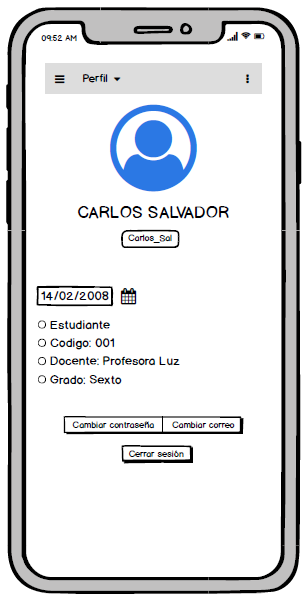 09:52 AM
Perfil
CARLOS SALVADOR
Carlos_Sal
14/02/2008
Estudiante
Codigo: 001
Docente: Profesora Luz
Grado: Sexto
Cambiar contraseña Cambiar correo
Cerrar sesión